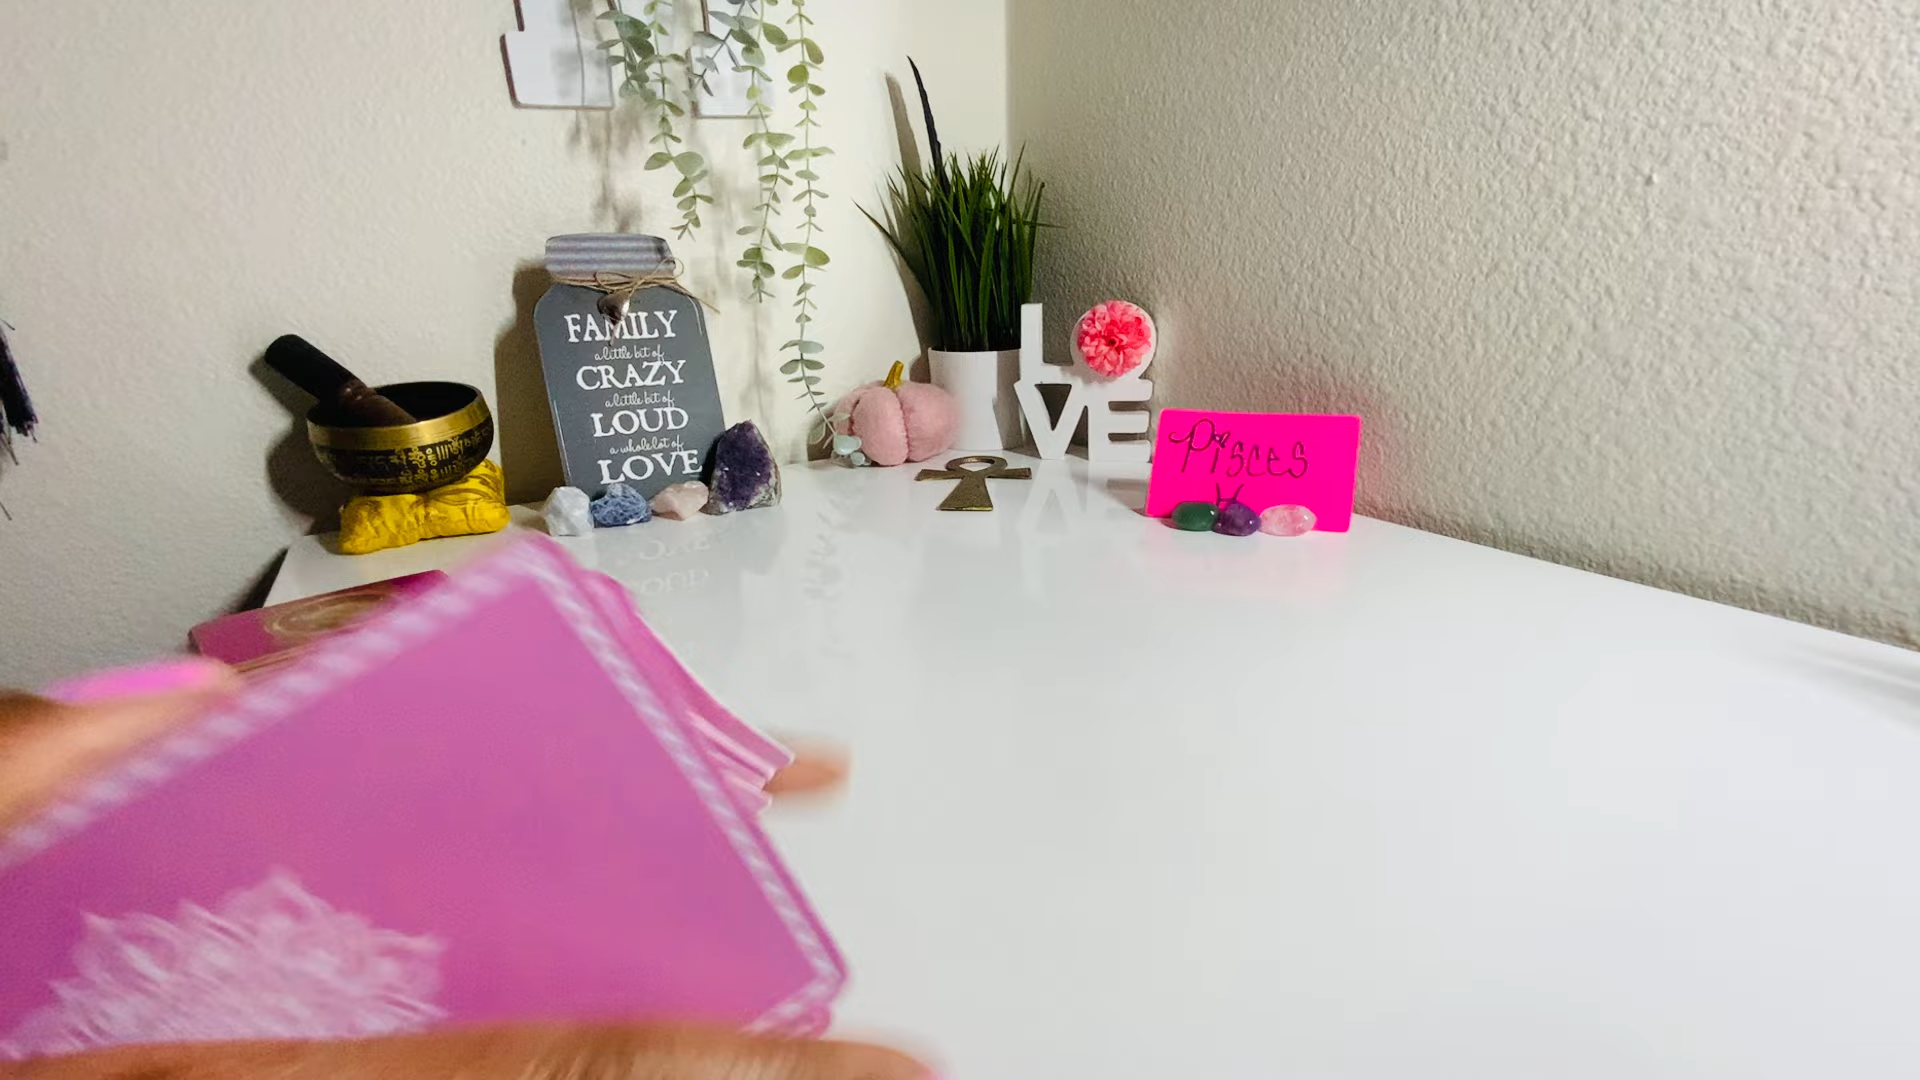 FAMILY
a little bit of
CRAZY
a little bit of
LOUD
a whole lot of
LOVE
LOVE
Pisces